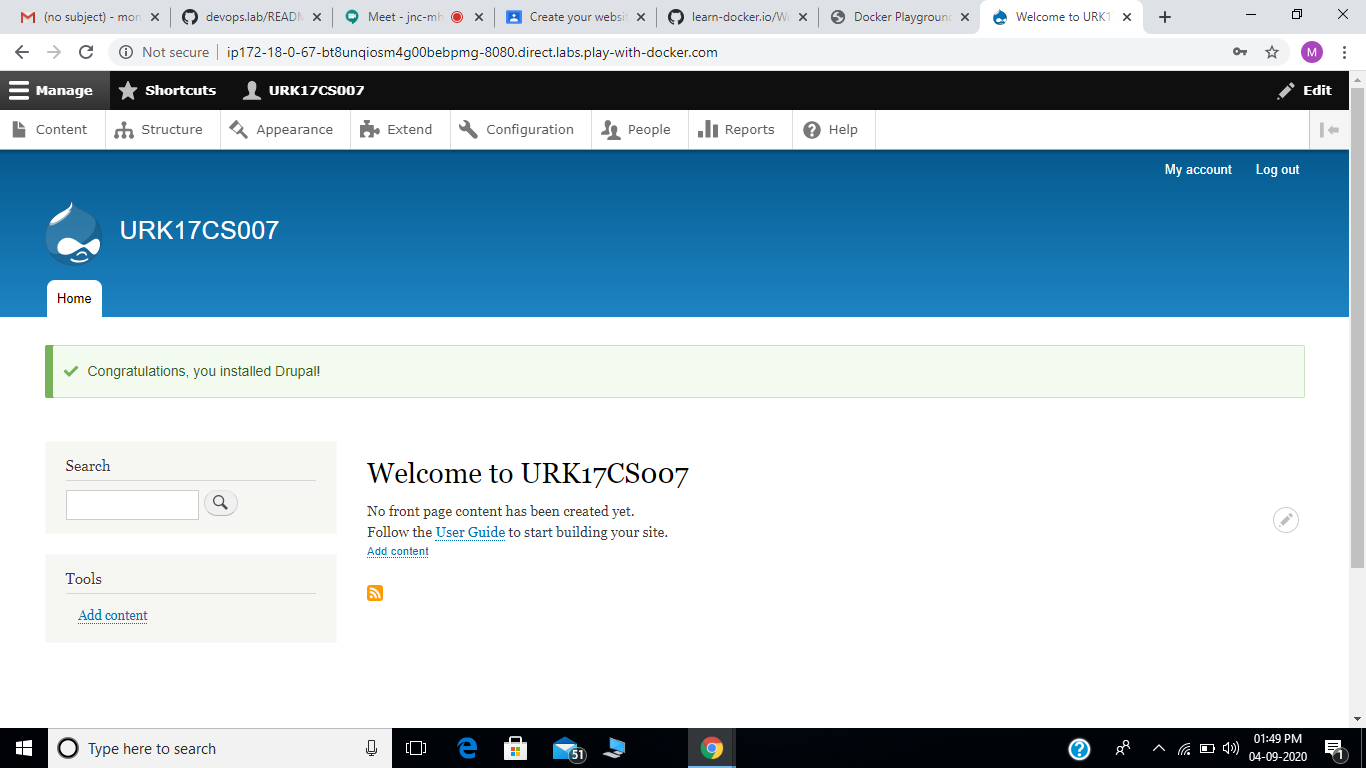 (no subject) - mon
devops.lab/READM
Meet - jnc-mh
Create your websi
learn-docker.io/Wo
Docker Playgroun
Welcome to URK1
Not secure
ip172-18-0-67-bt8unqiosm4g00bebpmg-8080.direct.labs.play-with-docker.com
M
Manage
Shortcuts
URK17CS007
Edit
Content
Structure
Appearance
Extend
Configuration
People
Reports
Help
My account
Log out
URK17CS007
Home
Congratulations, you installed Drupal!
Search
Tools
Add content
Welcome to URK17CS007
No front page content has been created yet.
Follow the User Guide to start building your site.
Add content
Type here to search
51
01:49 PM
04-09-2020
1